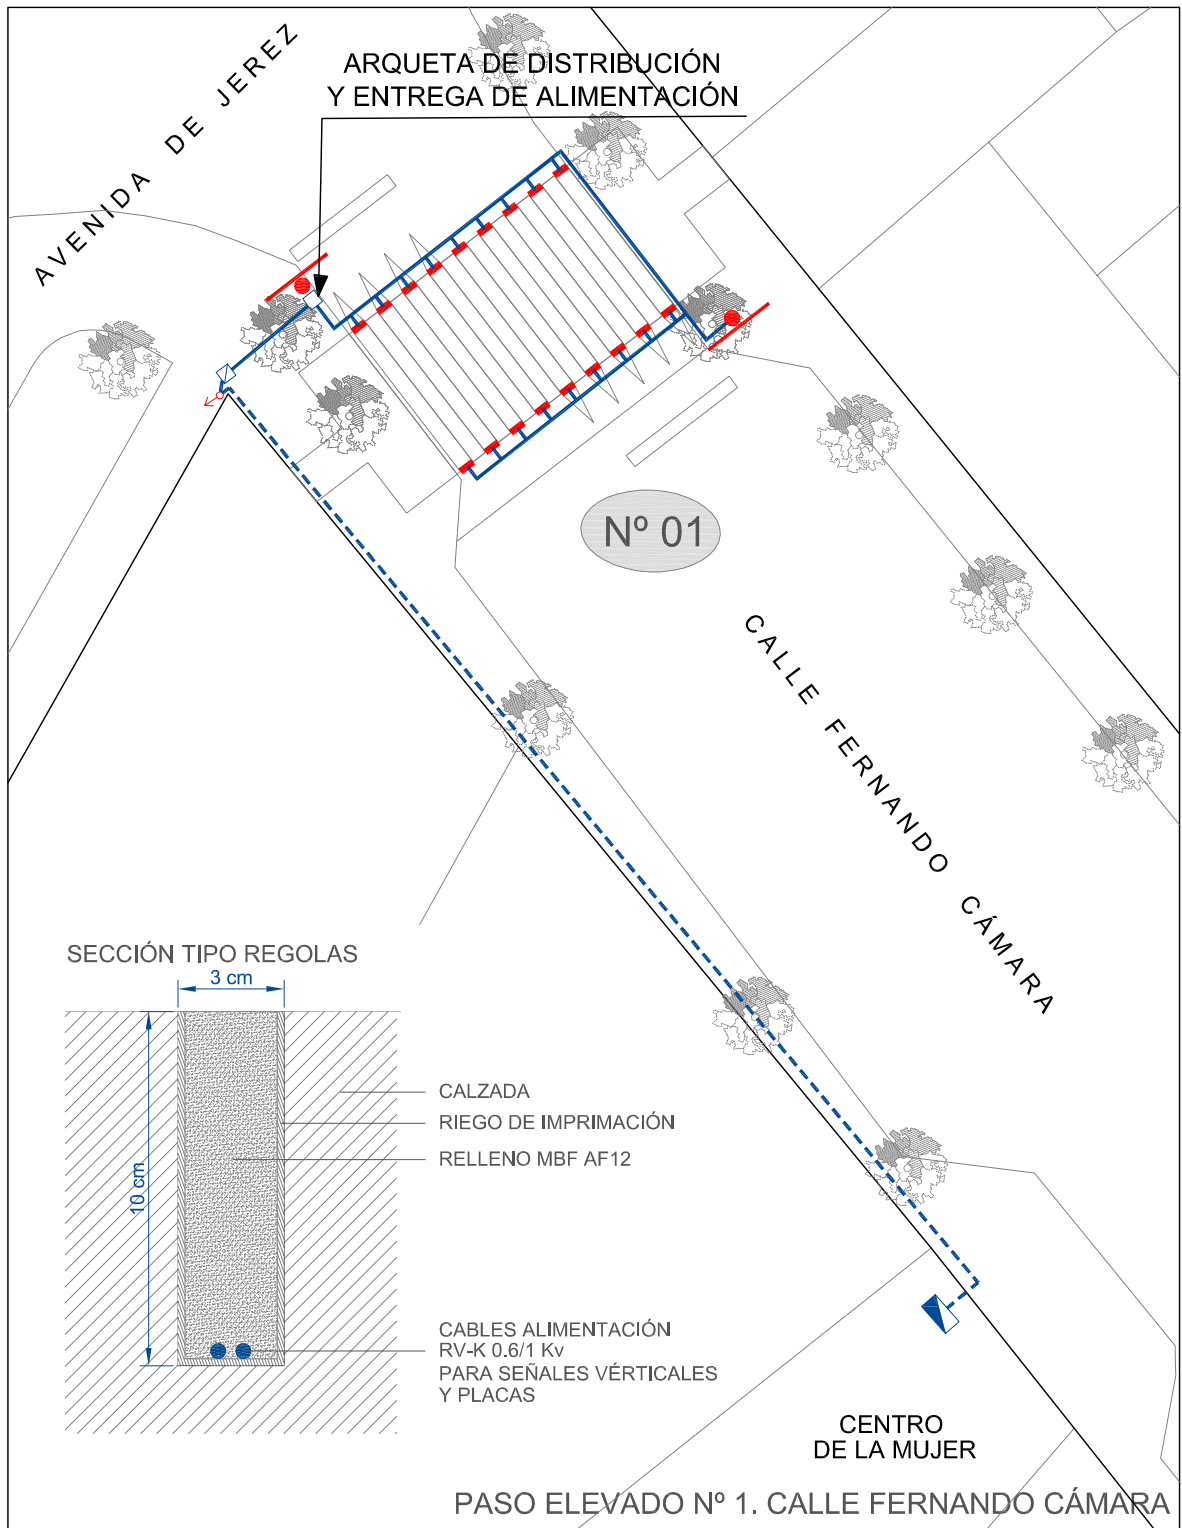 AVENIDA DE JEREZ
ARQUETA DE DISTRIBUCIÓN
Y ENTREGA DE ALIMENTACIÓN
Nº 01
CALLE FERNANDO CÁMARA
SECCIÓN TIPO REGOLAS
3 cm
10 cm
CALZADA
RIEGO DE IMPRIMACIÓN
RELLENO MBF AF12
CABLES ALIMENTACIÓN
RV-K 0.6/1 Kv
PARA SEÑALES VÉRTICALES
Y PLACAS
CENTRO
DE LA MUJER
PASO ELEVADO Nº 1. CALLE FERNANDO CÁMARA